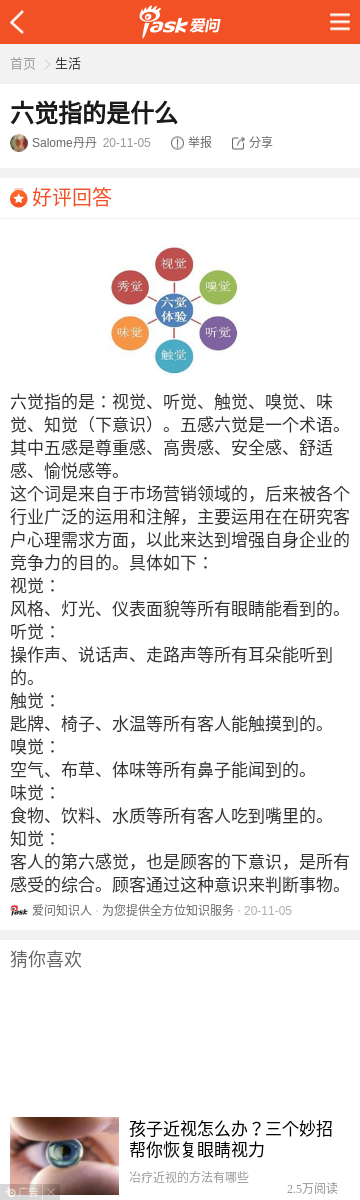 iask爱问
首页 生活
六觉指的是什么
Salome丹丹 20-11-05 举报 分享
好评回答
视觉
秀觉 嗅觉
六觉
体验
味觉 听觉
触觉
六觉指的是：视觉、听觉、触觉、嗅觉、味
觉、知觉（下意识）。五感六觉是一个术语。
其中五感是尊重感、高贵感、安全感、舒适
感、愉悦感等。
这个词是来自于市场营销领域的，后来被各个
行业广泛的运用和注解，主要运用在在研究客
户心理需求方面，以此来达到增强自身企业的
竞争力的目的。具体如下：
视觉：
风格、灯光、仪表面貌等所有眼睛能看到的。
听觉：
操作声、说话声、走路声等所有耳朵能听到
的。
触觉：
匙牌、椅子、水温等所有客人能触摸到的。
嗅觉：
空气、布草、体味等所有鼻子能闻到的。
味觉：
食物、饮料、水质等所有客人吃到嘴里的。
知觉：
客人的第六感觉，也是顾客的下意识，是所有
感受的综合。顾客通过这种意识来判断事物。
iask 爱问知识人 · 为您提供全方位知识服务 · 20-11-05
猜你喜欢
孩子近视怎么办？三个妙招
帮你恢复眼睛视力
冶疗近视的方法有哪些 2.5万阅读
广告